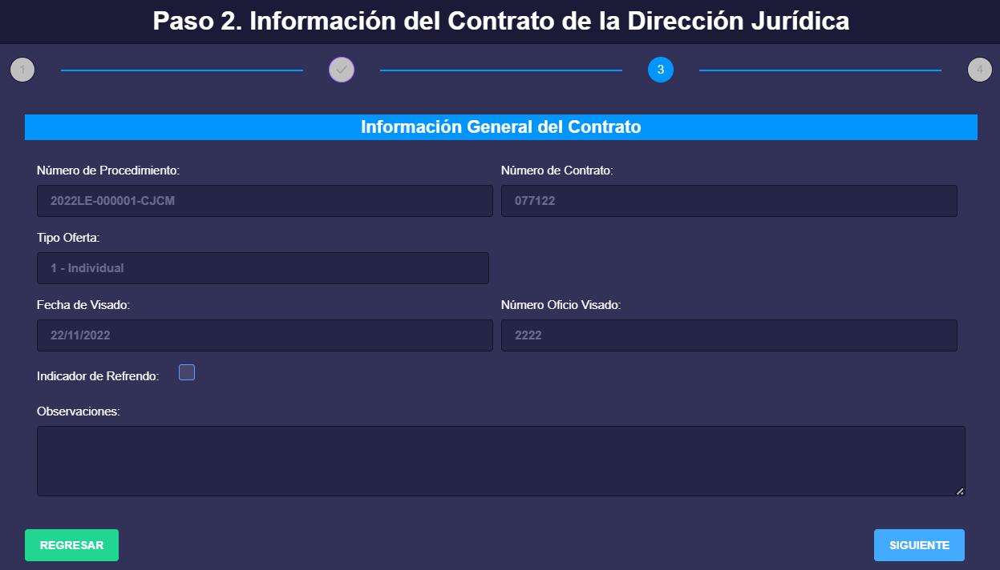 Paso 2. Información del Contrato de la Dirección Jurídica
1 3 4
Información General del Contrato
Número de Procedimiento: Número de Contrato:
2022LE-000001-CJCM 077122
Tipo Oferta:
1 - Individual
Fecha de Visado: Número Oficio Visado:
22/11/2022 2222
Indicador de Refrendo:
Observaciones:
REGRESAR SIGUIENTE